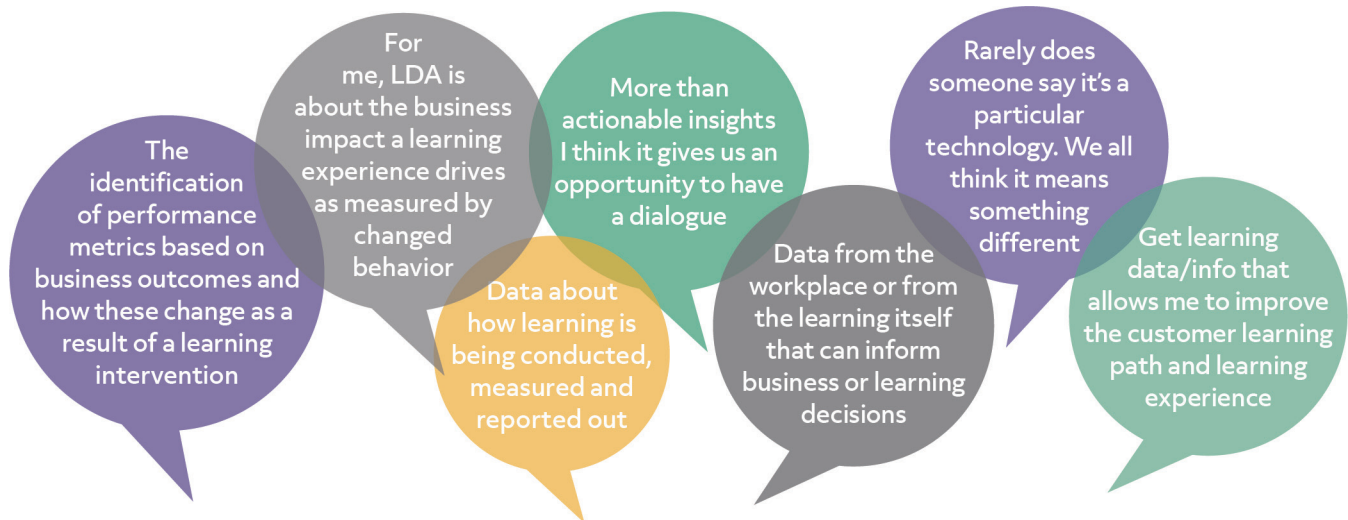 The
identification
of performance
metrics based on
business outcomes and
how these change as a
result of a learning
intervention
For
me, LDA is
about the business
impact a learning
experience drives
as measured by
changed
behavior
Data about
how learning is
being conducted,
measured and
reported out
More than
actionable insights
I think it gives us an
opportunity to have
a dialogue
Data from the
workplace or from
the learning itself
that can inform
business or learning
decisions
Rarely does
someone say it’s a
particular
technology. We all
think it means
something
different
Get learning
data/info that
allows me to improve
the customer learning
path and learning
experience